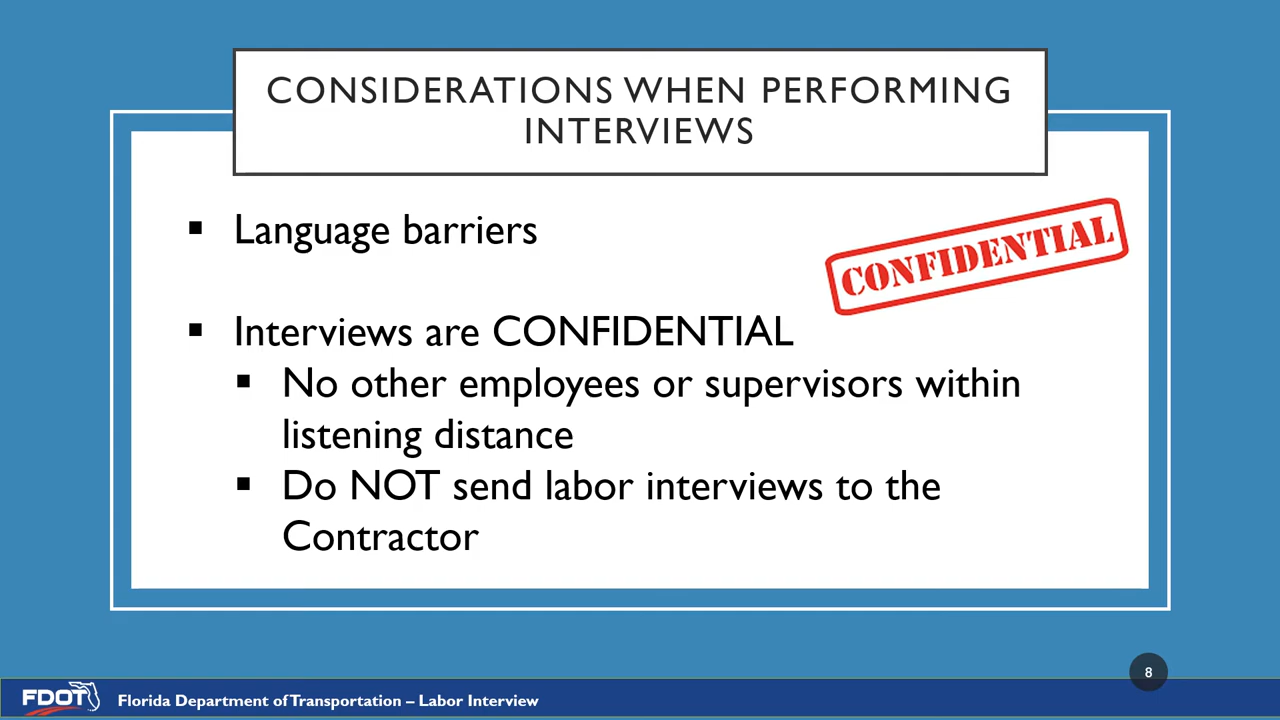 CONSIDERATIONS WHEN PERFORMING
INTERVIEWS
▪ Language barriers
CONFIDENTIAL
▪ Interviews are CONFIDENTIAL
▪ No other employees or supervisors within
listening distance
▪ Do NOT send labor interviews to the
Contractor
8
FDOT
Florida Department of Transportation – Labor Interview